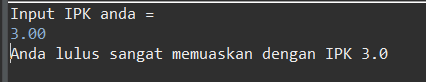 Input IPK anda =
3.00
Anda lulus sangat memuaskan dengan IPK 3.0